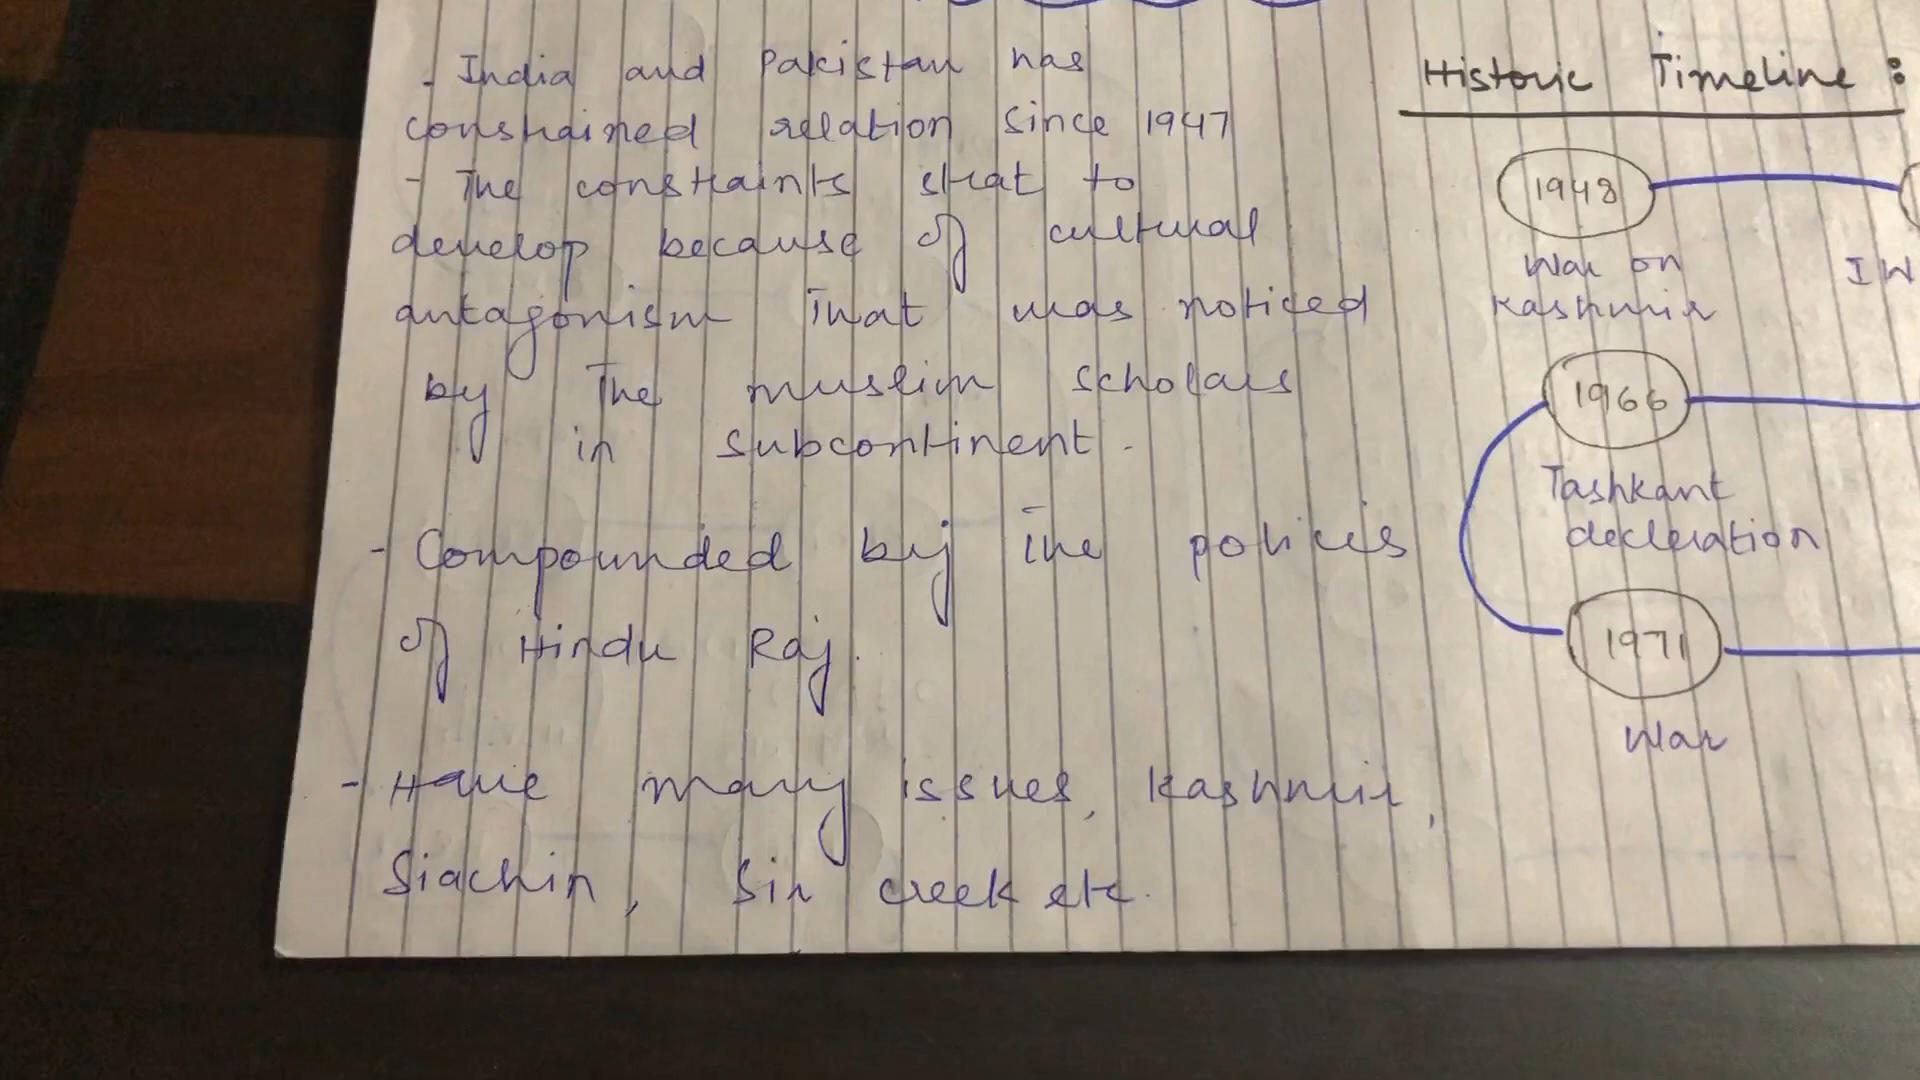 - India and Pakistan has
constrained relation since 1947
- The constraints strat to
develop because of cultural
antagonism that was noticed
by the muslim scholars
in subcontinent.
- Compounded by the policies
of Hindu Raj.
- Have many issues, Kashmir,
Siachin, Sir creek etc.
Historic Timeline :
1948
War on
Kashmir
I W
1966
Tashkant
decleration
1971
War